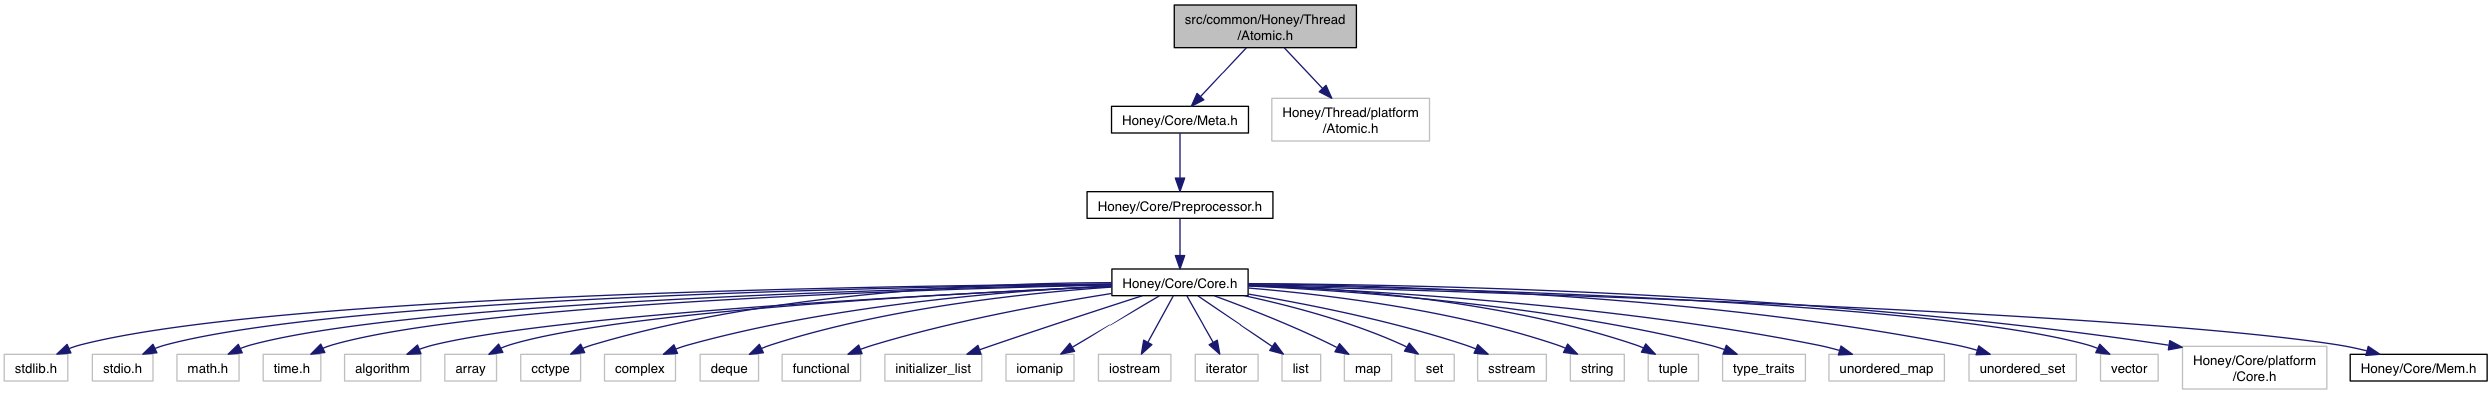 src/common/Honey/Thread
/Atomic.h
Honey/Core/Meta.h
Honey/Thread/platform
/Atomic.h
Honey/Core/Preprocessor.h
Honey/Core/Core.h
stdlib.h
stdio.h
math.h
time.h
algorithm
array
cctype
complex
deque
functional
initializer_list
iomanip
iostream
iterator
list
map
set
sstream
string
tuple
type_traits
unordered_map
unordered_set
vector
Honey/Core/platform
/Core.h
Honey/Core/Mem.h